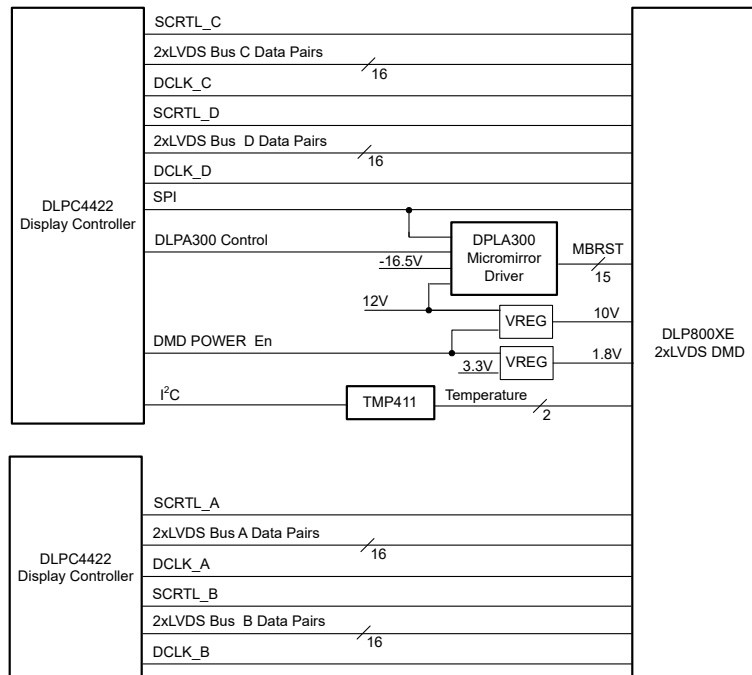 SCRTL_C
2xLVDS Bus C Data Pairs
16
DCLK_C
SCRTL_D
2xLVDS Bus D Data Pairs
16
DCLK_D
SPI
DLPC4422
Display Controller
DLPA300 Control
-16.5V
DPLA300
Micromirror
Driver
MBRST
15
12V
VREG
10V
DMD POWER En
3.3V
VREG
1.8V
DLP800XE
2xLVDS DMD
I²C
TMP411
Temperature
2
SCRTL_A
2xLVDS Bus A Data Pairs
16
DLPC4422
Display Controller
DCLK_A
SCRTL_B
2xLVDS Bus B Data Pairs
16
DCLK_B